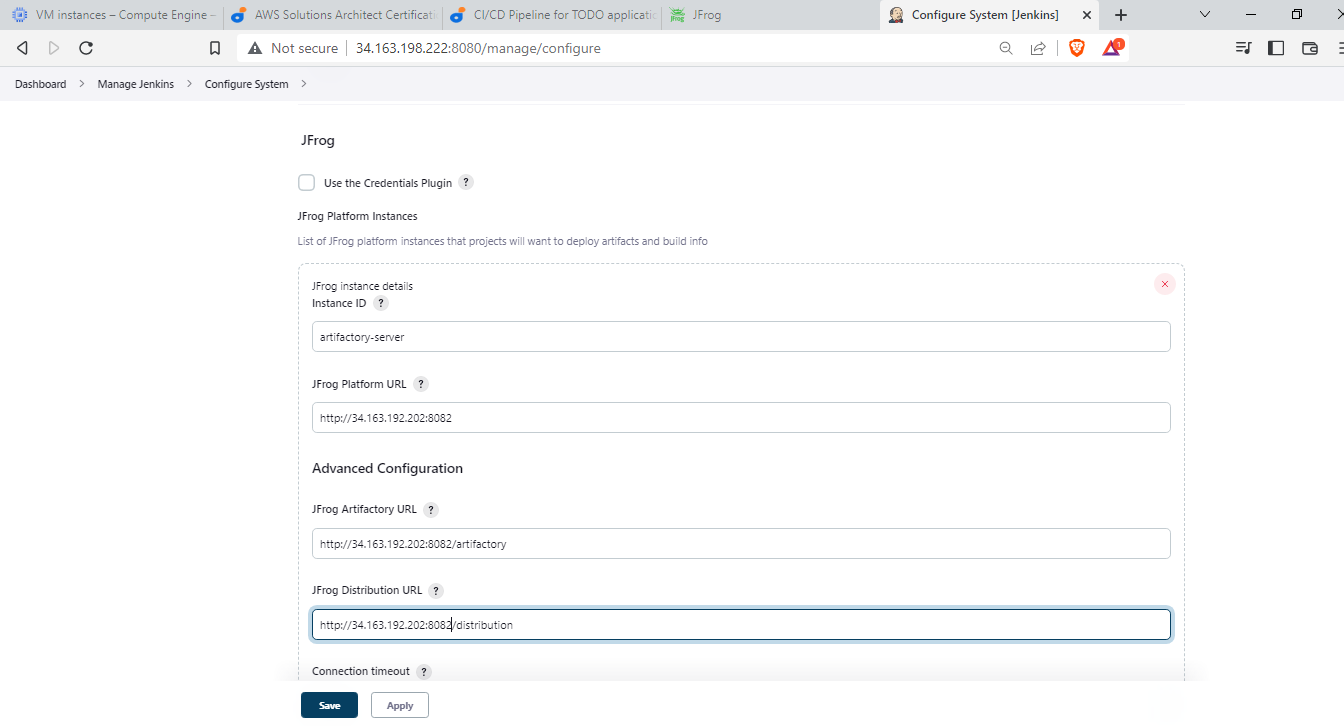 VM instances – Compute Engine –
AWS Solutions Architect Certificati
CI/CD Pipeline for TODO applicatio
JFrog
Configure System [Jenkins]
Not secure
34.163.198.222:8080/manage/configure
1
Dashboard
Manage Jenkins
Configure System
JFrog
Use the Credentials Plugin ?
JFrog Platform Instances
List of JFrog platform instances that projects will want to deploy artifacts and build info
JFrog instance details
Instance ID ?
artifactory-server
JFrog Platform URL ?
http://34.163.192.202:8082
Advanced Configuration
JFrog Artifactory URL ?
http://34.163.192.202:8082/artifactory
JFrog Distribution URL ?
http://34.163.192.202:8082/distribution
Connection timeout ?
Save
Apply